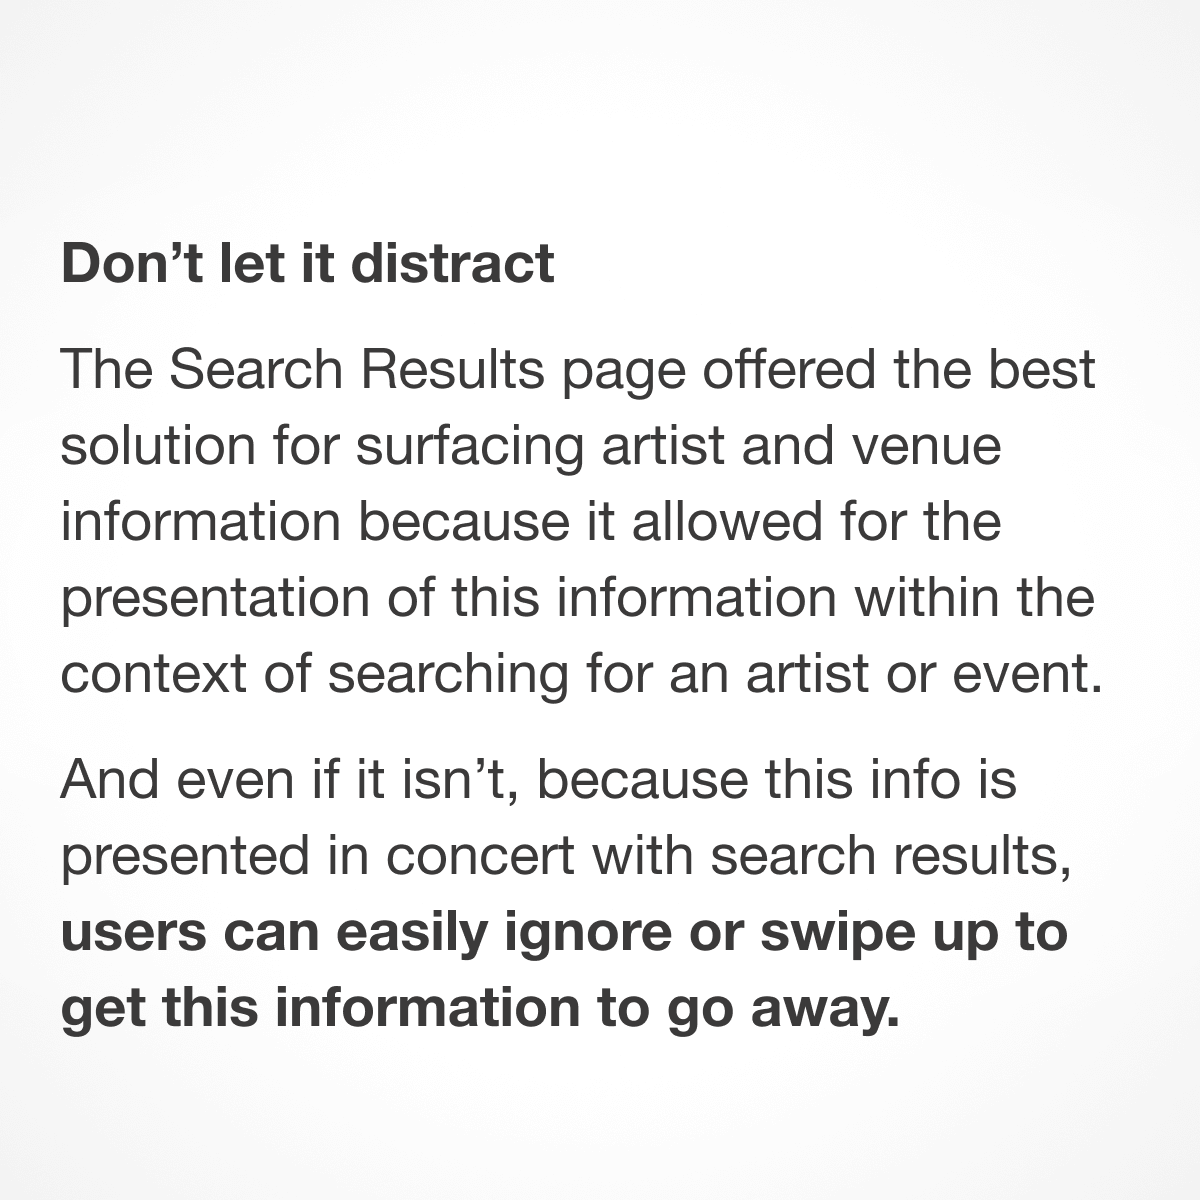 Don’t let it distract
The Search Results page offered the best
solution for surfacing artist and venue
information because it allowed for the
presentation of this information within the
context of searching for an artist or event.
And even if it isn’t, because this info is
presented in concert with search results,
users can easily ignore or swipe up to
get this information to go away.